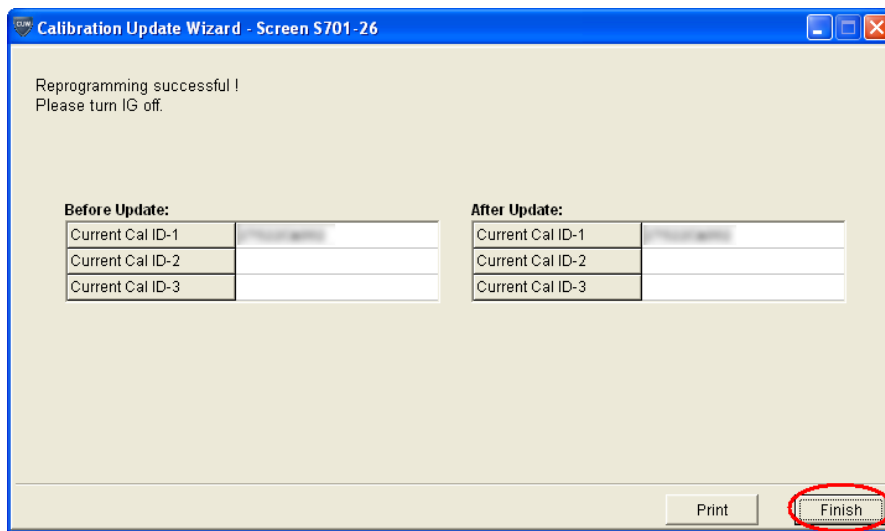 CUW Calibration Update Wizard - Screen S701-26
Reprogramming successful !
Please turn IG off.
Before Update:
Current Cal ID-1
Current Cal ID-2
Current Cal ID-3
After Update:
Current Cal ID-1
Current Cal ID-2
Current Cal ID-3
Print
Finish